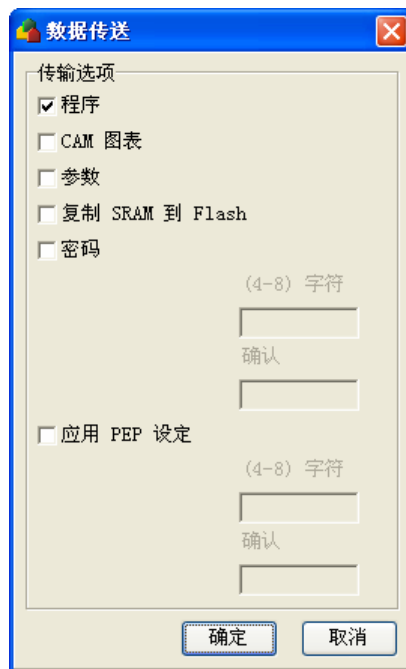 数据传送
传输选项
程序
CAM 图表
参数
复制 SRAM 到 Flash
密码
(4-8) 字符
确认
应用 PEP 设定
(4-8) 字符
确认
确定
取消